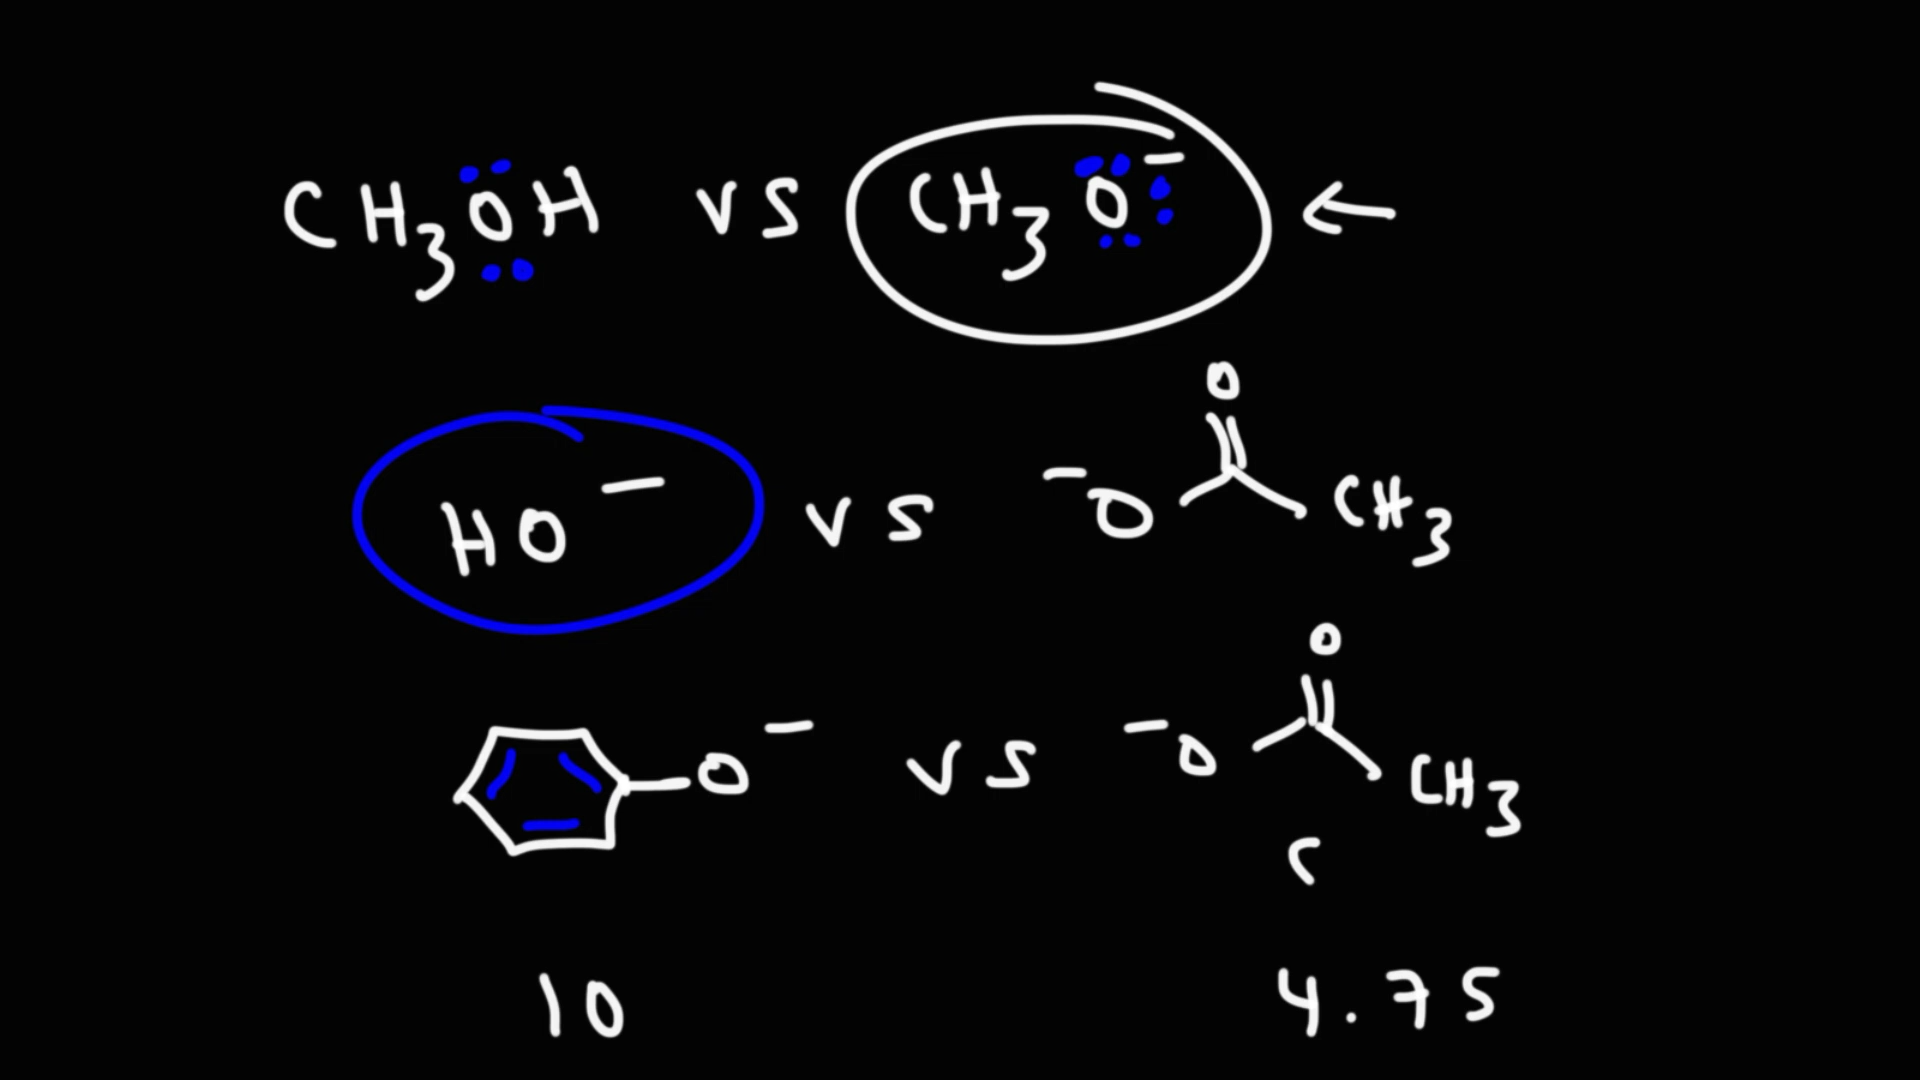 CH3OH vs CH3O⁻ ←
O
HO⁻ vs ⁻O CH3
O
O⁻ vs ⁻O CH3
10 4.75